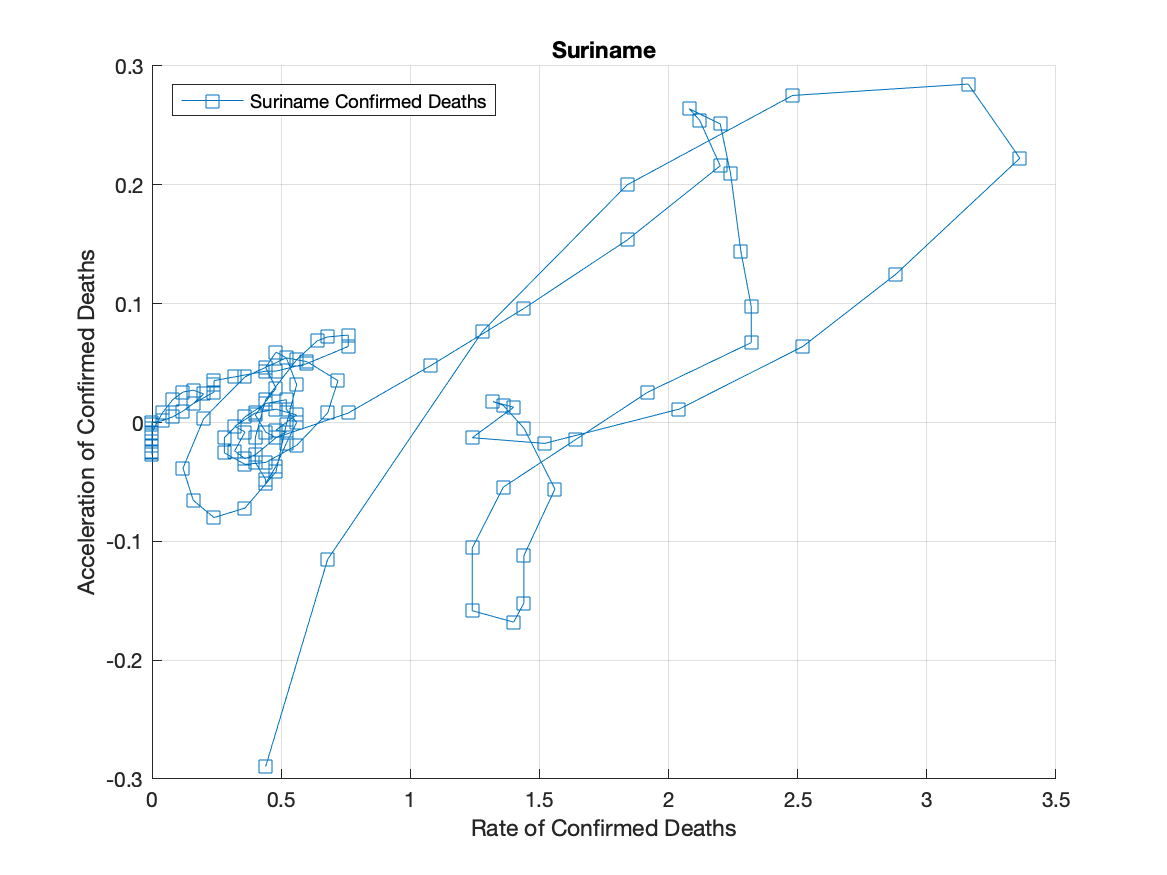 Suriname
Suriname Confirmed Deaths
0.3
0.2
0.1
0
-0.1
-0.2
-0.3
Acceleration of Confirmed Deaths
0 0.5 1 1.5 2 2.5 3 3.5
Rate of Confirmed Deaths